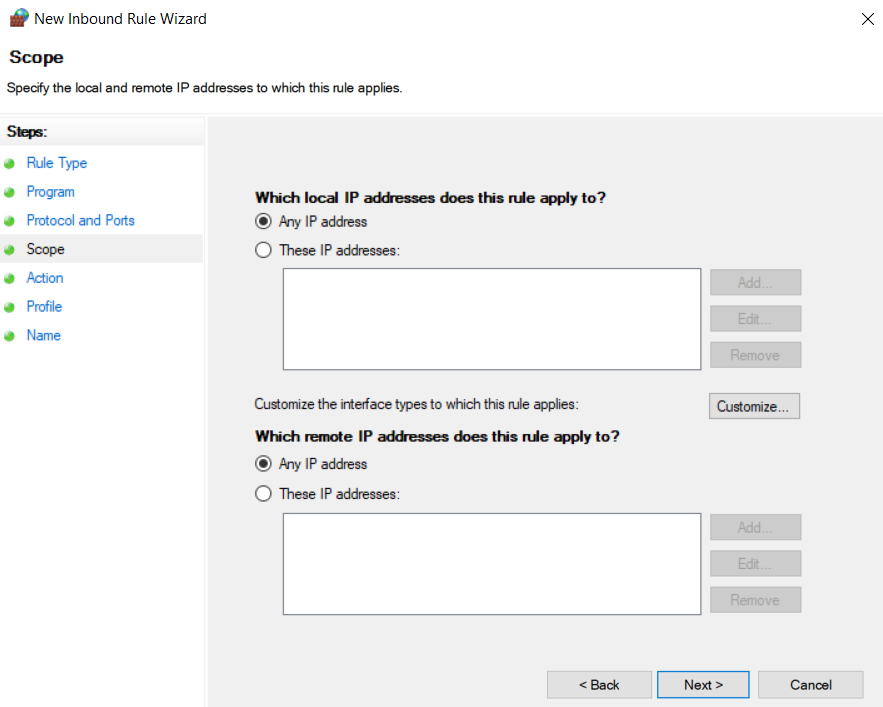 New Inbound Rule Wizard
Scope
Specify the local and remote IP addresses to which this rule applies.
Steps:
Rule Type
Program
Protocol and Ports
Scope
Action
Profile
Name
Which local IP addresses does this rule apply to?
Any IP address
These IP addresses:
Add...
Edit...
Remove
Customize the interface types to which this rule applies:
Customize...
Which remote IP addresses does this rule apply to?
Any IP address
These IP addresses:
Add...
Edit...
Remove
< Back
Next >
Cancel